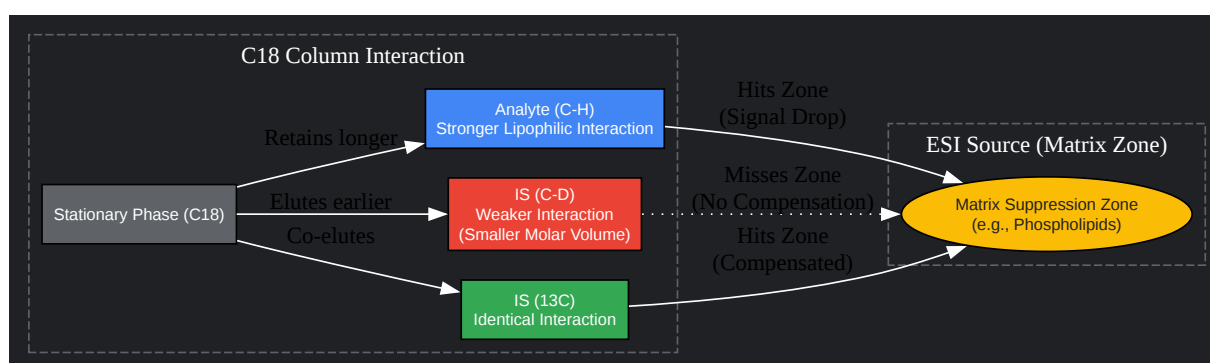 C18 Column Interaction
Stationary Phase (C18)
Retains longer
Elutes earlier
Co-elutes
Analyte (C-H)
Stronger Lipophilic Interaction
IS (C-D)
Weaker Interaction
(Smaller Molar Volume)
IS (13C)
Identical Interaction
Hits Zone
(Signal Drop)
Misses Zone
(No Compensation)
Hits Zone
(Compensated)
ESI Source (Matrix Zone)
Matrix Suppression Zone
(e.g., Phospholipids)